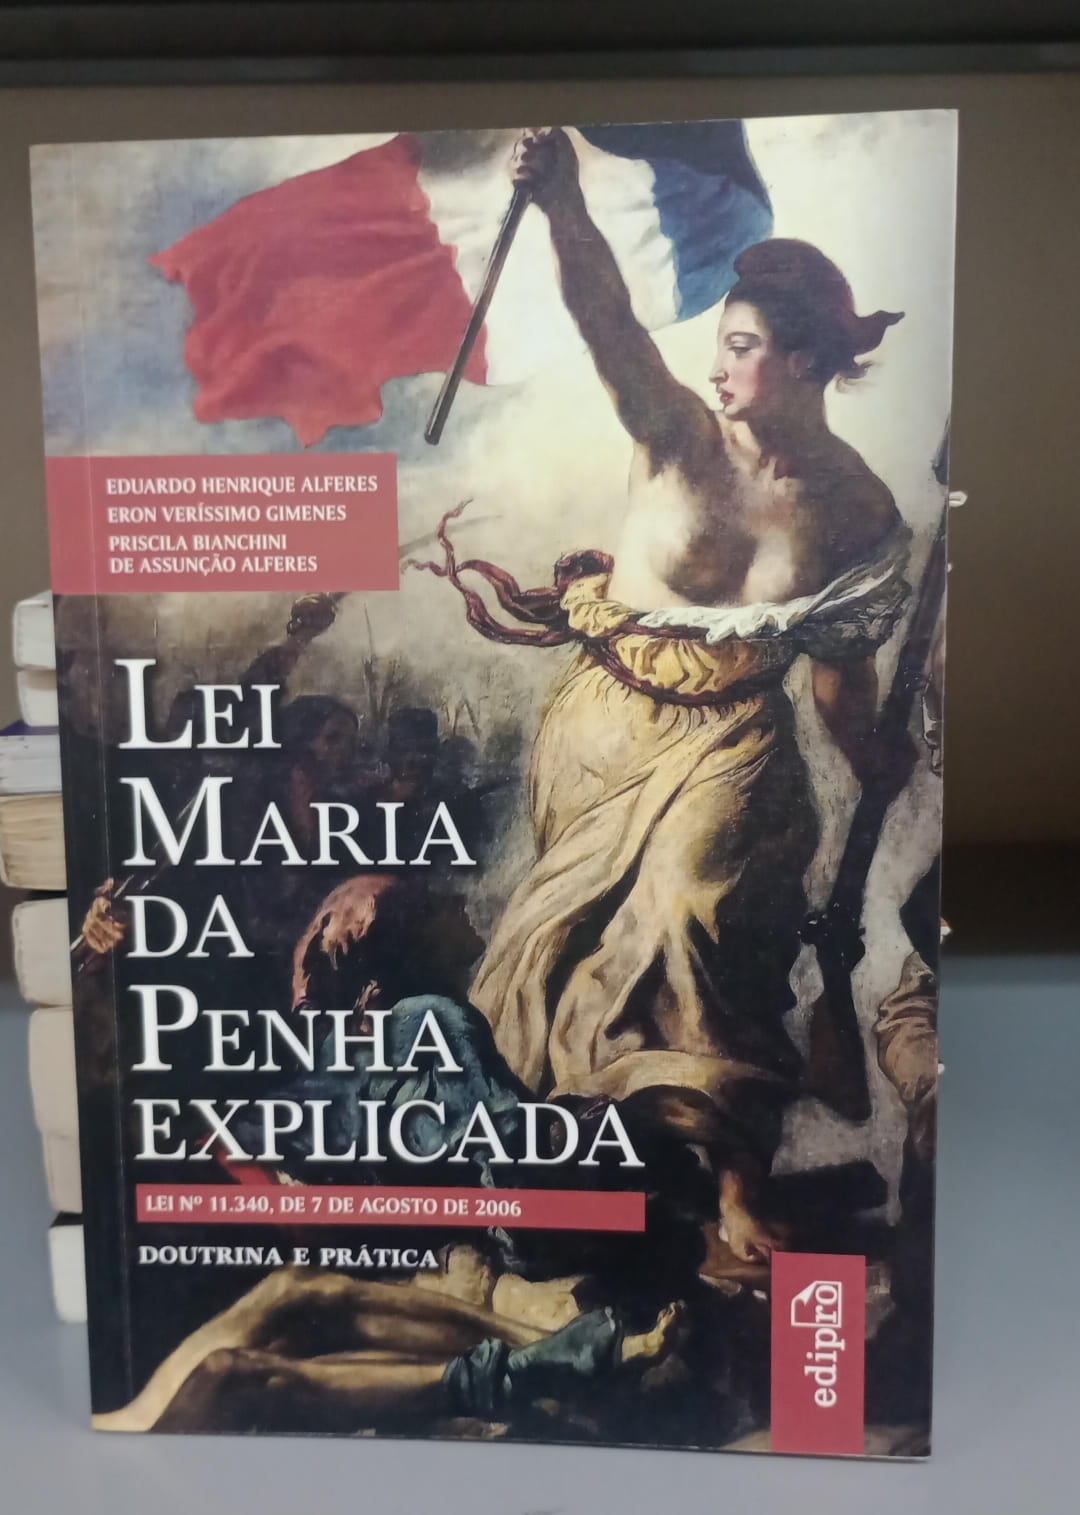 EDUARDO HENRIQUE ALFERES
ERON VERÍSSIMO GIMENES
PRISCILA BIANCHINI
DE ASSUNÇÃO ALFERES
LEI
MARIA
DA
PENHA
EXPLICADA
LEI Nº 11.340, DE 7 DE AGOSTO DE 2006
DOUTRINA E PRÁTICA
edipro